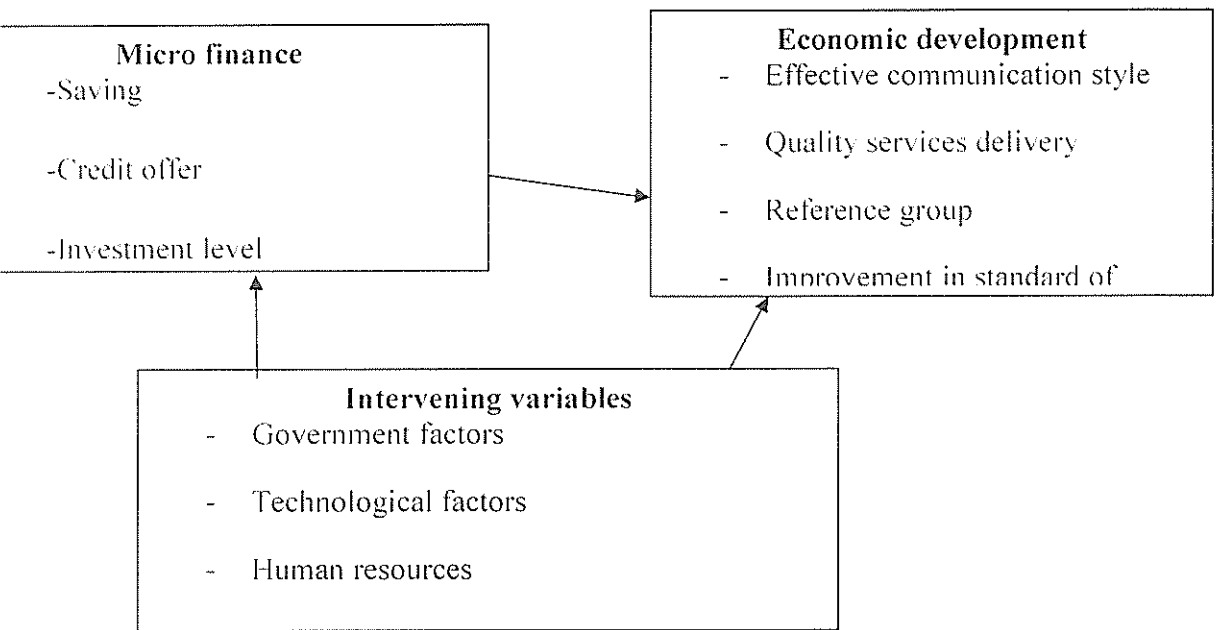 Micro finance
-Saving
-Credit offer
-Investment level
Economic development
- Effective communication style
- Quality services delivery
- Reference group
- Improvement in standard of
Intervening variables
- Government factors
- Technological factors
- Human resources